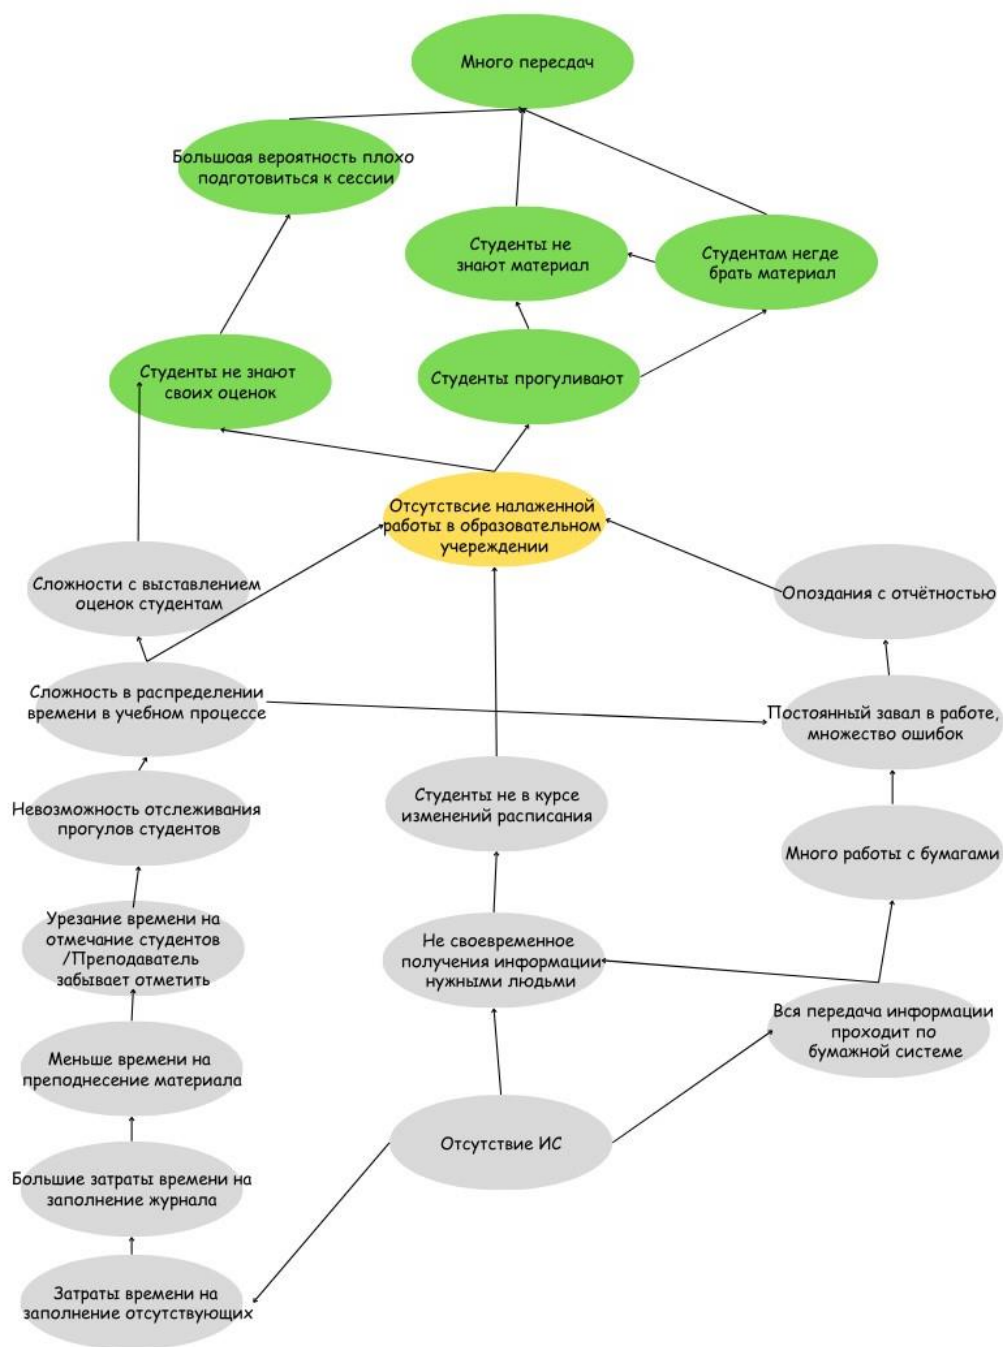 Много пересдач
Большоая вероятность плохо
подготовиться к сессии
Студенты не
знают материал
Студентам негде
брать материал
Студенты не знают
своих оценок
Студенты прогуливают
Отсутствсие налаженной
работы в образовательном
учереждении
Сложности с выставлением
оценок студентам
Опоздания с отчётностью
Сложность в распределении
времени в учебном процессе
Постоянный завал в работе,
множество ошибок
Невозможность отслеживания
прогулов студентов
Студенты не в курсе
изменений расписания
Много работы с бумагами
Урезание времени на
отмечание студентов
/Преподаватель
забывает отметить
Не своевременное
получения информации
нужными людьми
Вся передача информации
проходит по
бумажной системе
Меньше времени на
преподнесение материала
Отсутствие ИС
Большие затраты времени на
заполнение журнала
Затраты времени на
заполнение отсутствующих